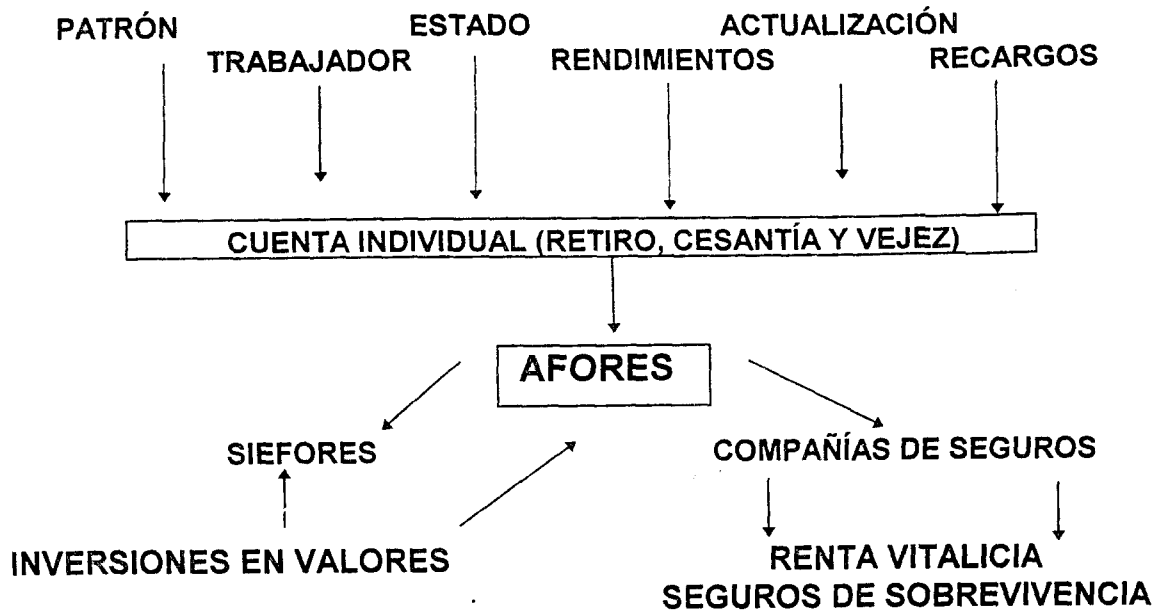 PATRÓN
ESTADO
ACTUALIZACIÓN
TRABAJADOR
RENDIMIENTOS
RECARGOS
CUENTA INDIVIDUAL (RETIRO, CESANTÍA Y VEJEZ)
AFORES
SIEFORES
COMPAÑÍAS DE SEGUROS
INVERSIONES EN VALORES
RENTA VITALICIA
SEGUROS DE SOBREVIVENCIA